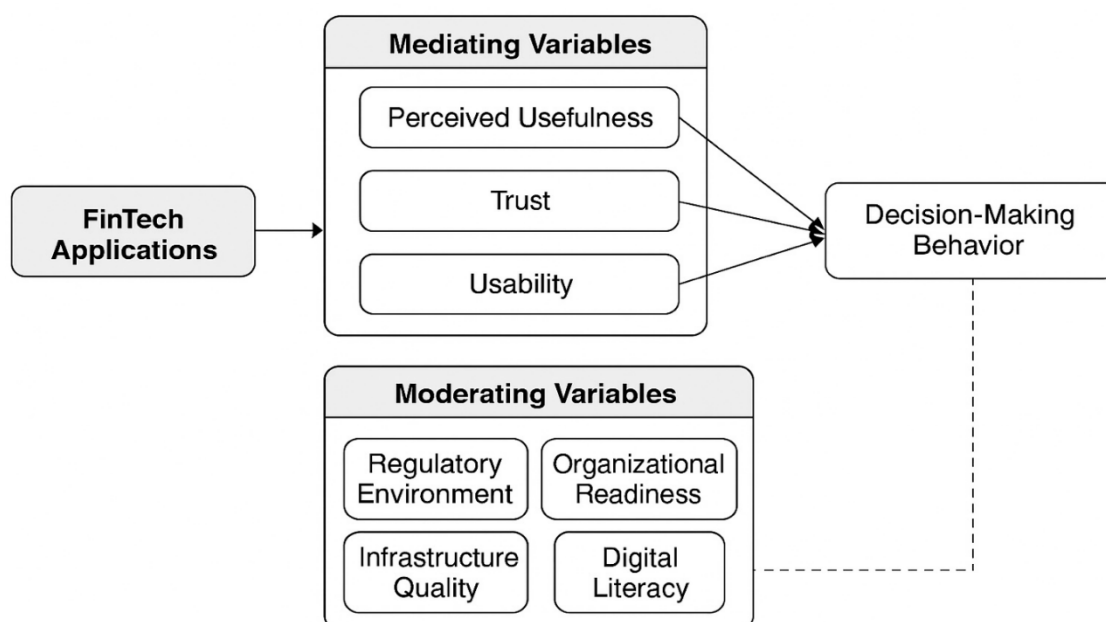 Mediating Variables
Perceived Usefulness
Trust
Usability
FinTech
Applications
Decision-Making
Behavior
Moderating Variables
Regulatory
Environment
Organizational
Readiness
Infrastructure
Quality
Digital
Literacy